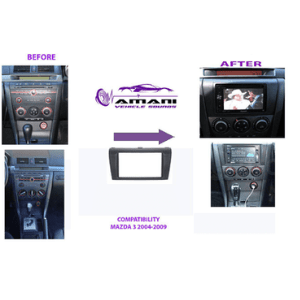 BEFORE
AFTER
AMANI
VEHICLE SOUNDS
COMPATIBILITY
MAZDA 3 2004-2009